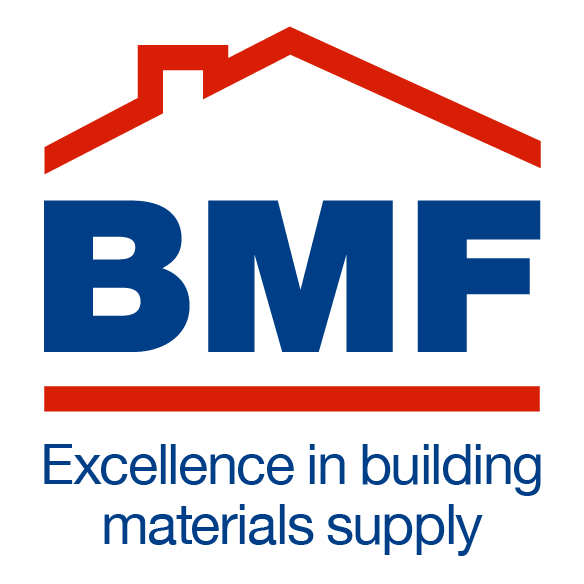 BMF
Excellence in building
materials supply